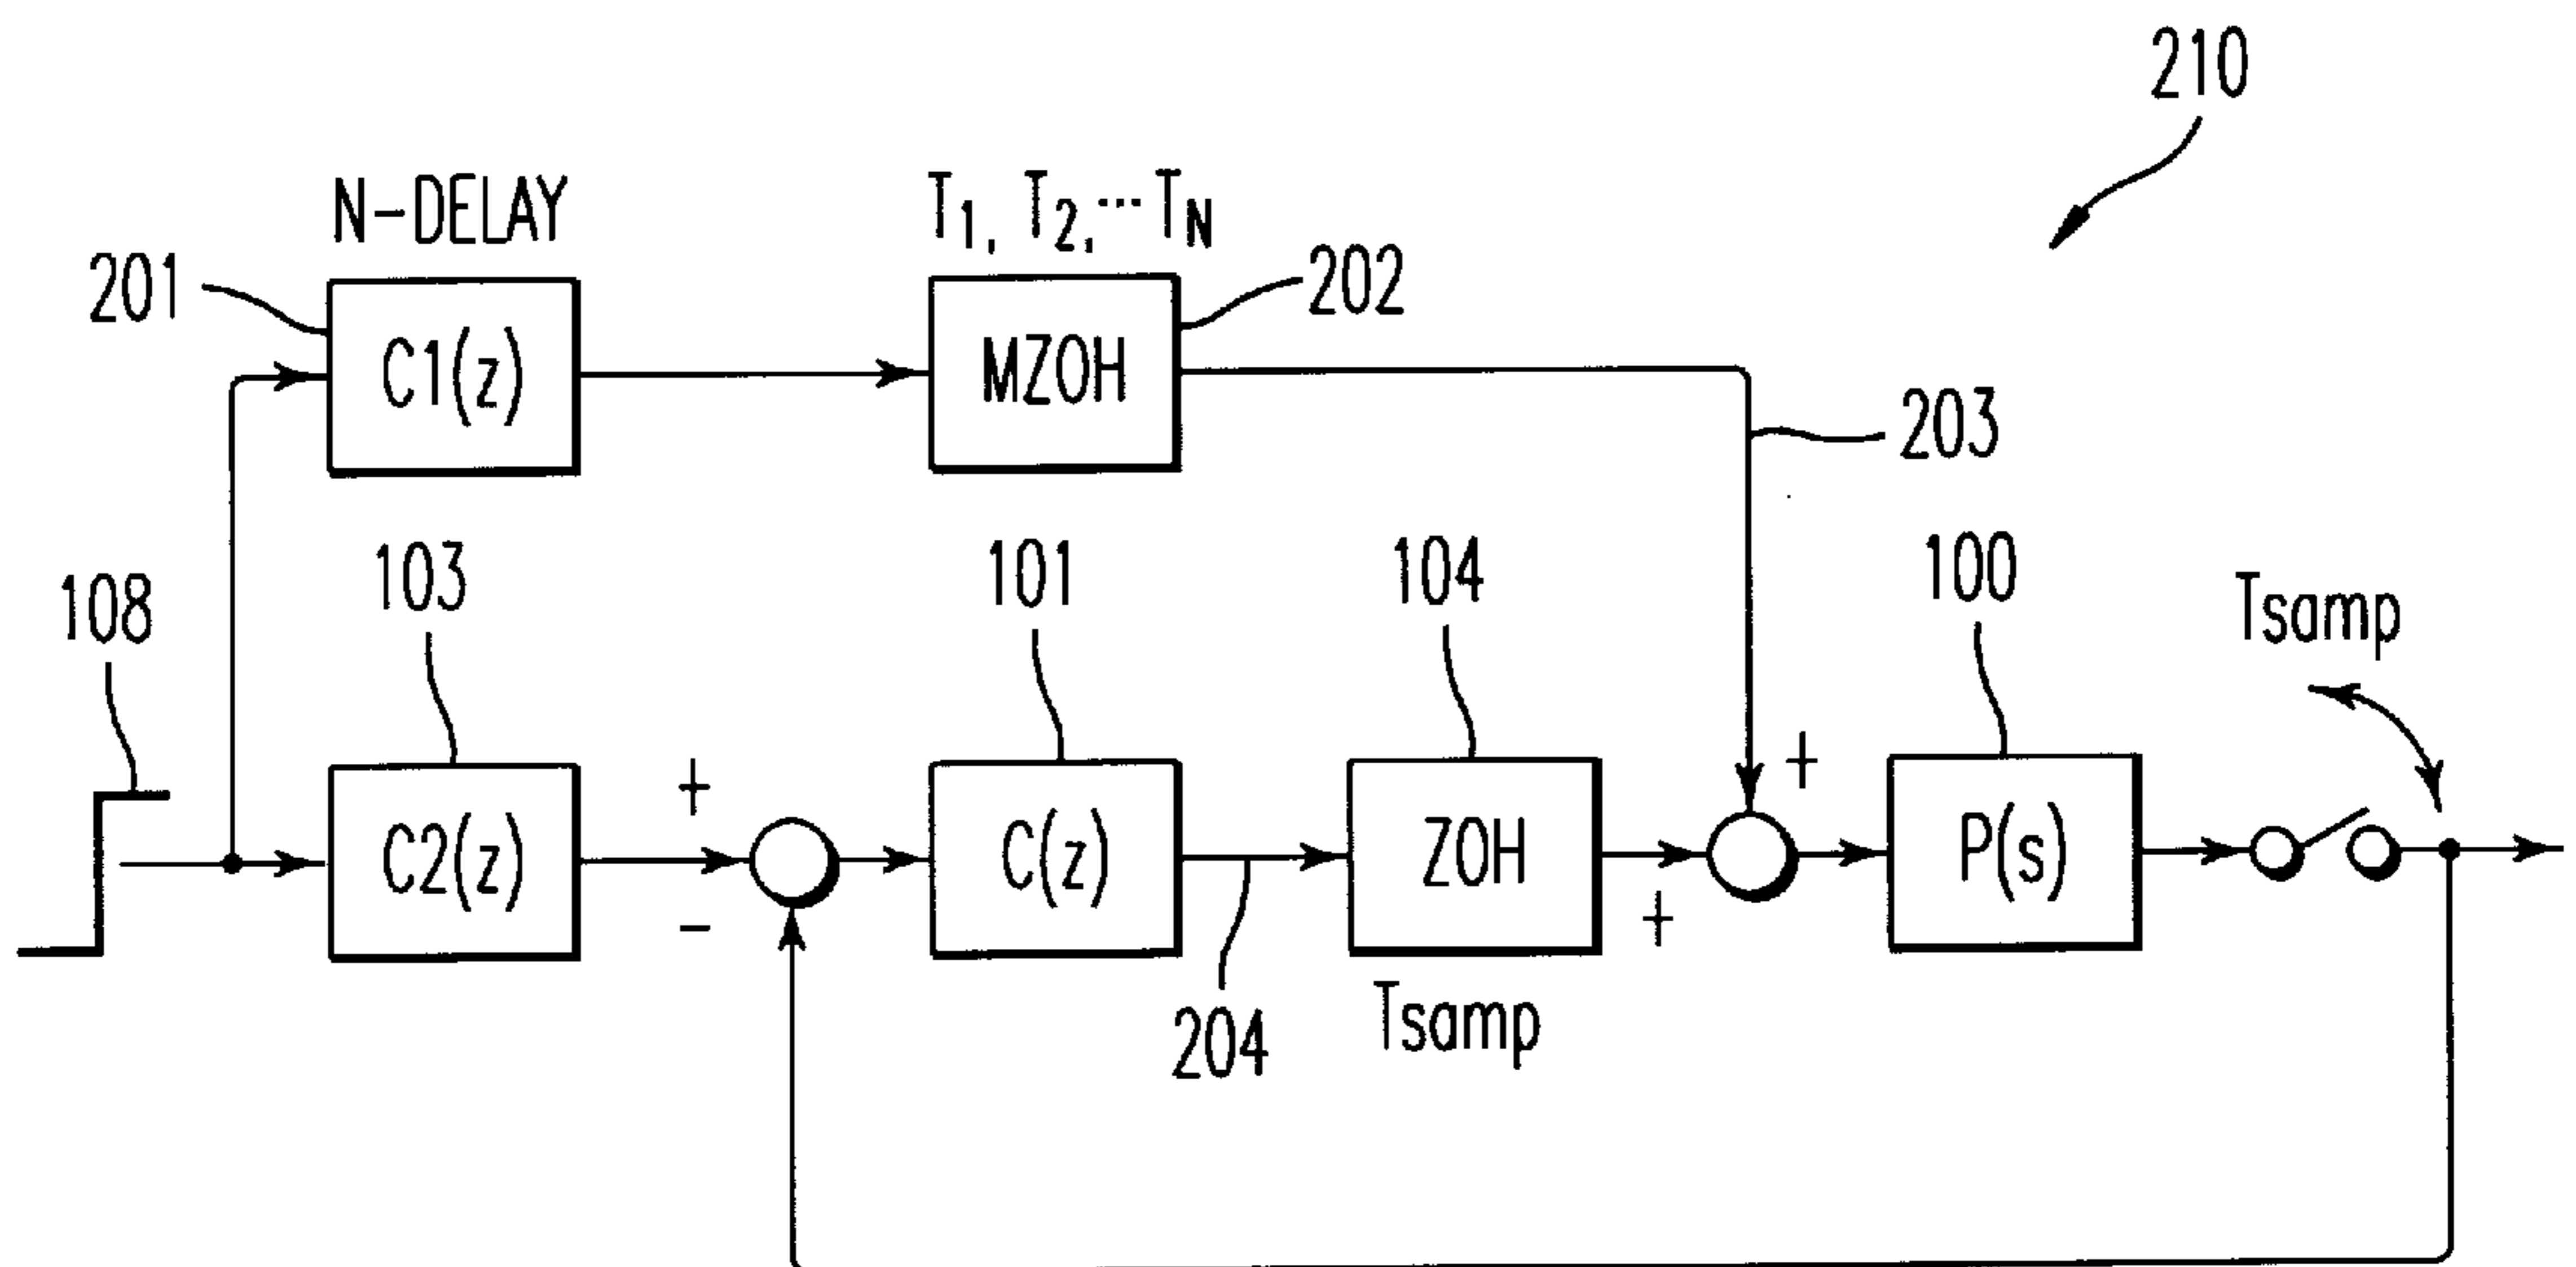 210
N-DELAY
T1, T2, ... TN
201
202
C1(z)
MZOH
203
108
103
101
104
100
Tsamp
+
+
C2(z)
C(z)
ZOH
P(s)
-
+
204
Tsamp